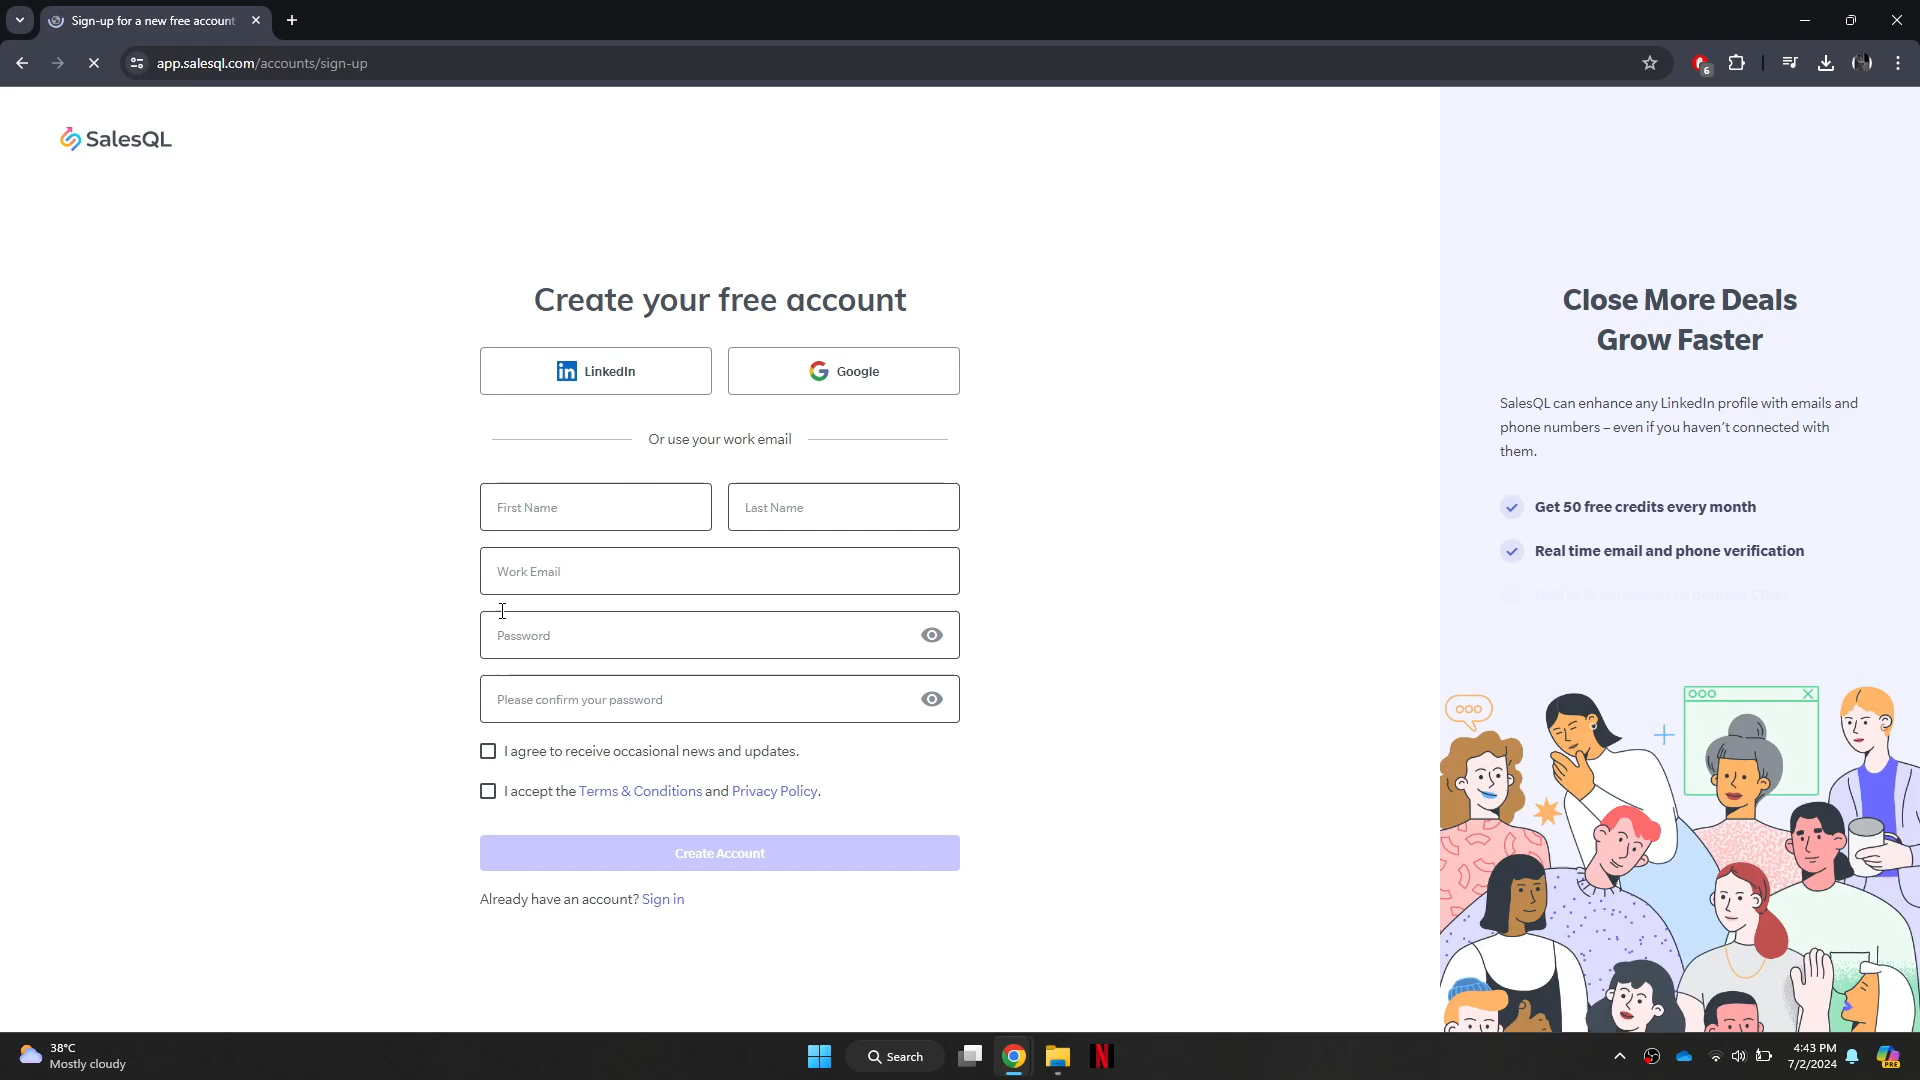 Sign-up for a new free account
app.salesql.com/accounts/sign-up
6
SalesQL
Create your free account
LinkedIn
Google
Or use your work email
First Name
Last Name
Work Email
Password
Please confirm your password
I agree to receive occasional news and updates.
I accept the Terms & Conditions and Privacy Policy.
Create Account
Already have an account? Sign in
Close More Deals
Grow Faster
SalesQL can enhance any LinkedIn profile with emails and
phone numbers – even if you haven't connected with
them.
Get 50 free credits every month
Real time email and phone verification
38°C
Mostly cloudy
Search
4:43 PM
7/2/2024
PRE